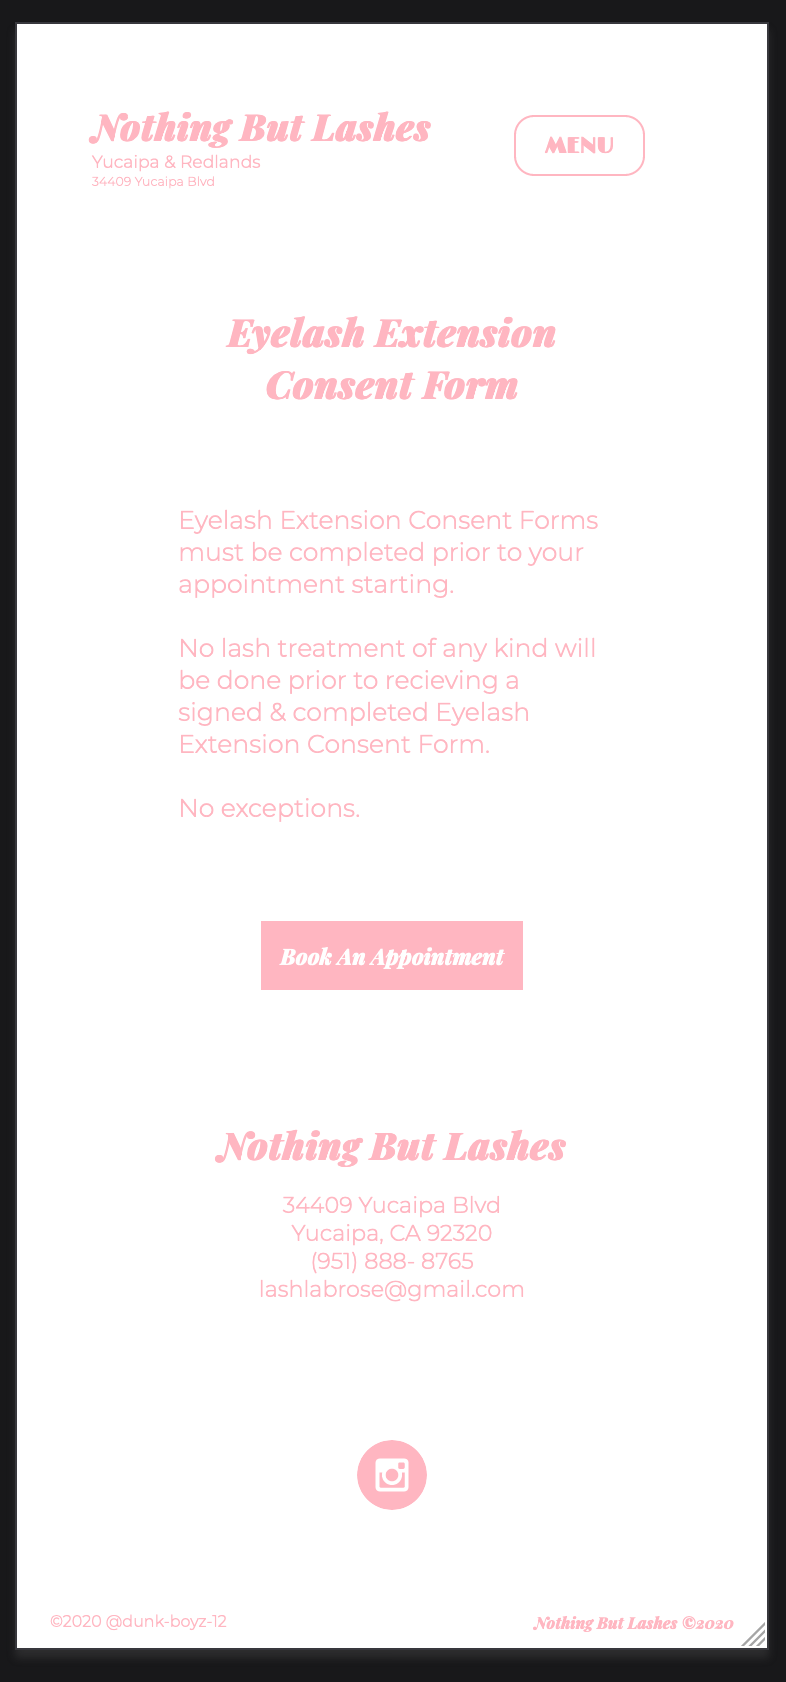 Nothing But Lashes
Yucaipa & Redlands
34409 Yucaipa Blvd
MENU
Eyelash Extension
Consent Form
Eyelash Extension Consent Forms
must be completed prior to your
appointment starting.
No lash treatment of any kind will
be done prior to recieving a
signed & completed Eyelash
Extension Consent Form.
No exceptions.
Book An Appointment
Nothing But Lashes
34409 Yucaipa Blvd
Yucaipa, CA 92320
(951) 888- 8765
lashlabrose@gmail.com
©2020 @dunk-boyz-12
Nothing But Lashes ©2020